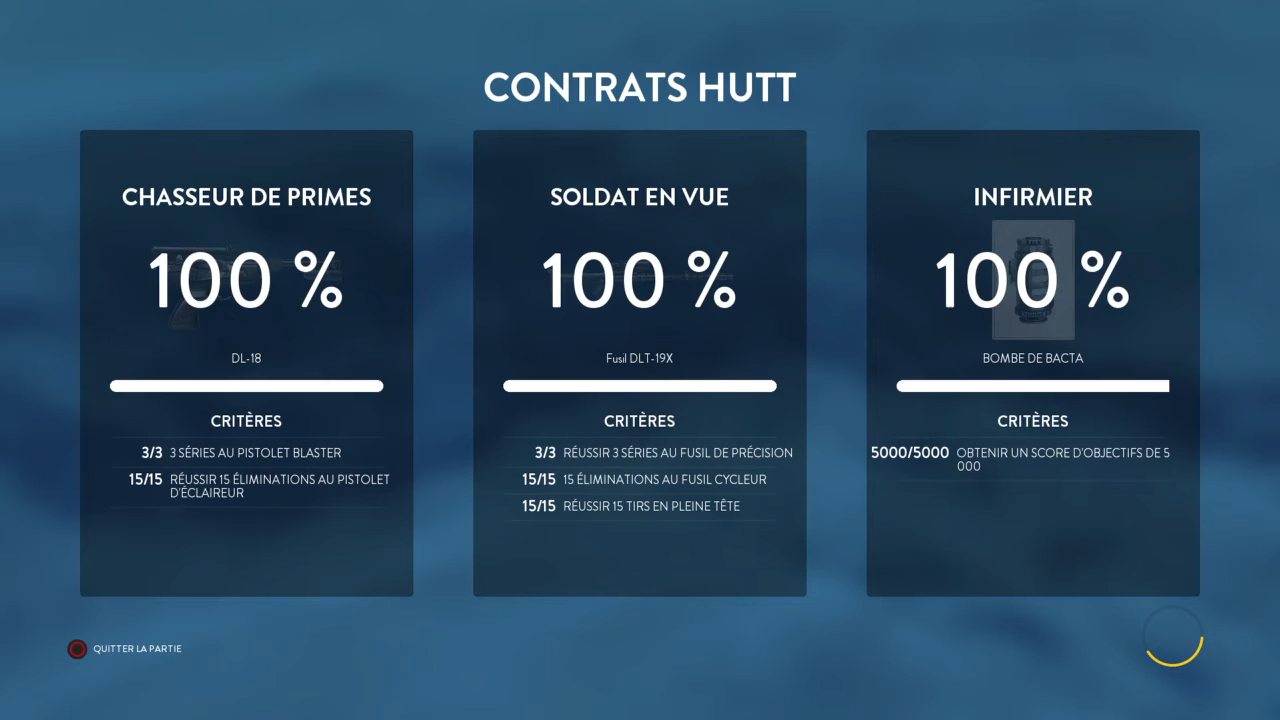 CONTRATS HUTT
CHASSEUR DE PRIMES
100 %
DL-18
CRITÈRES
3/3 3 SÉRIES AU PISTOLET BLASTER
15/15 RÉUSSIR 15 ÉLIMINATIONS AU PISTOLET
D'ÉCLAIREUR
SOLDAT EN VUE
100 %
Fusil DLT-19X
CRITÈRES
3/3 RÉUSSIR 3 SÉRIES AU FUSIL DE PRÉCISION
15/15 15 ÉLIMINATIONS AU FUSIL CYCLEUR
15/15 RÉUSSIR 15 TIRS EN PLEINE TÊTE
INFIRMIER
100 %
BOMBE DE BACTA
CRITÈRES
5000/5000 OBTENIR UN SCORE D'OBJECTIFS DE 5
000
QUITTER LA PARTIE